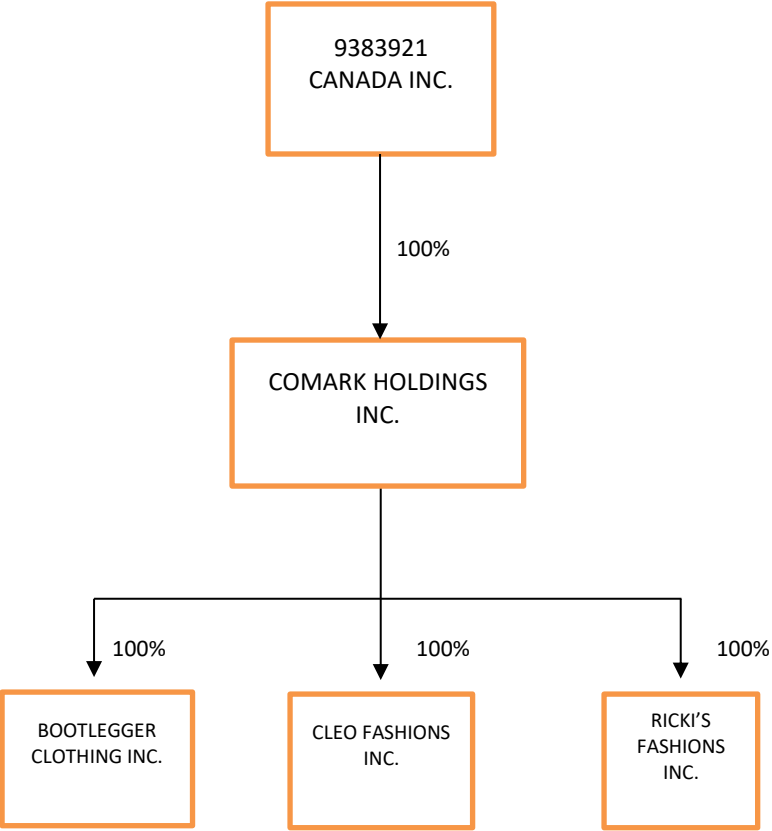 9383921
CANADA INC.
100%
COMARK HOLDINGS
INC.
100%
100%
100%
BOOTLEGGER
CLOTHING INC.
CLEO FASHIONS
INC.
RICKI’S
FASHIONS
INC.